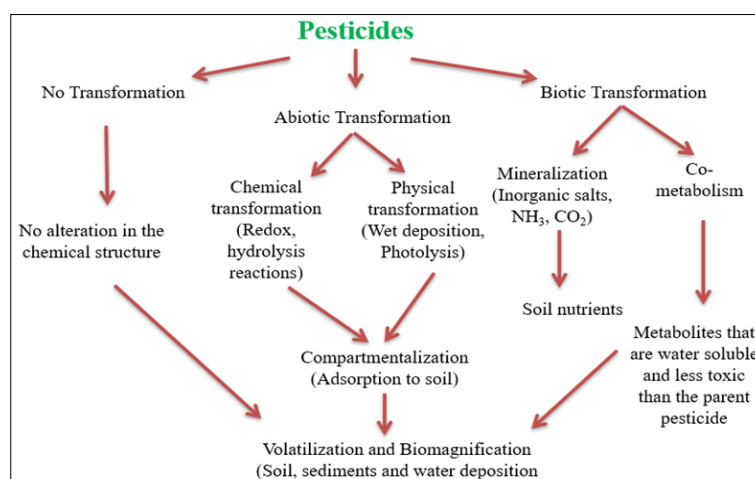 Pesticides
No Transformation
Abiotic Transformation
Biotic Transformation
No alteration in the
chemical structure
Chemical
transformation
(Redox,
hydrolysis
reactions)
Physical
transformation
(Wet deposition,
Photolysis)
Mineralization
(Inorganic salts,
NH₃, CO₂)
Co-
metabolism
Soil nutrients
Compartmentalization
(Adsorption to soil)
Metabolites that
are water soluble
and less toxic
than the parent
pesticide
Volatilization and Biomagnification
(Soil, sediments and water deposition